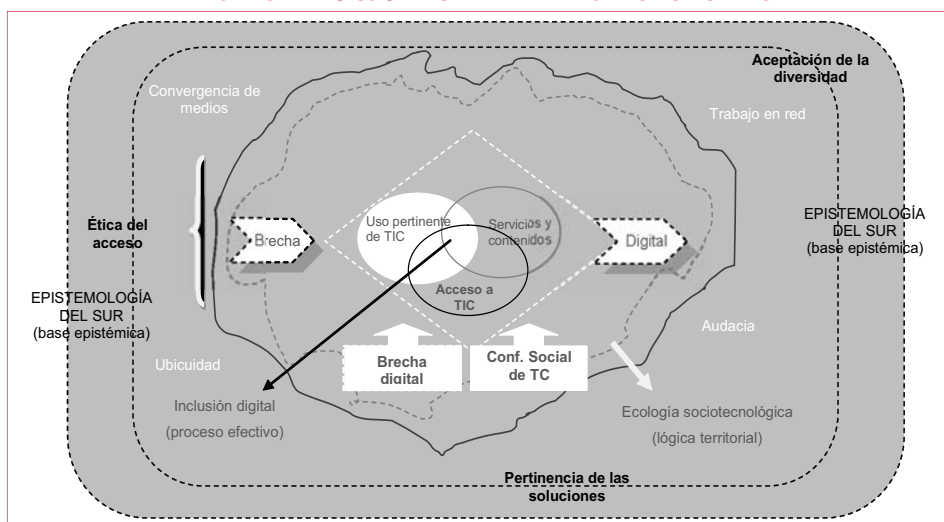 Aceptación de la
diversidad
Convergencia de
medios
Trabajo en red
Ética del
acceso
Brecha
Uso pertinente
de TIC
Servicios y
contenidos
Digital
EPISTEMOLOGÍA
DEL SUR
(base epistémica)
Acceso a
TIC
EPISTEMOLOGÍA
DEL SUR
(base epistémica)
Audacia
Ubicuidad
Brecha
digital
Conf. Social
de TC
Inclusión digital
(proceso efectivo)
Ecología sociotecnológica
(lógica territorial)
Pertinencia de las
soluciones